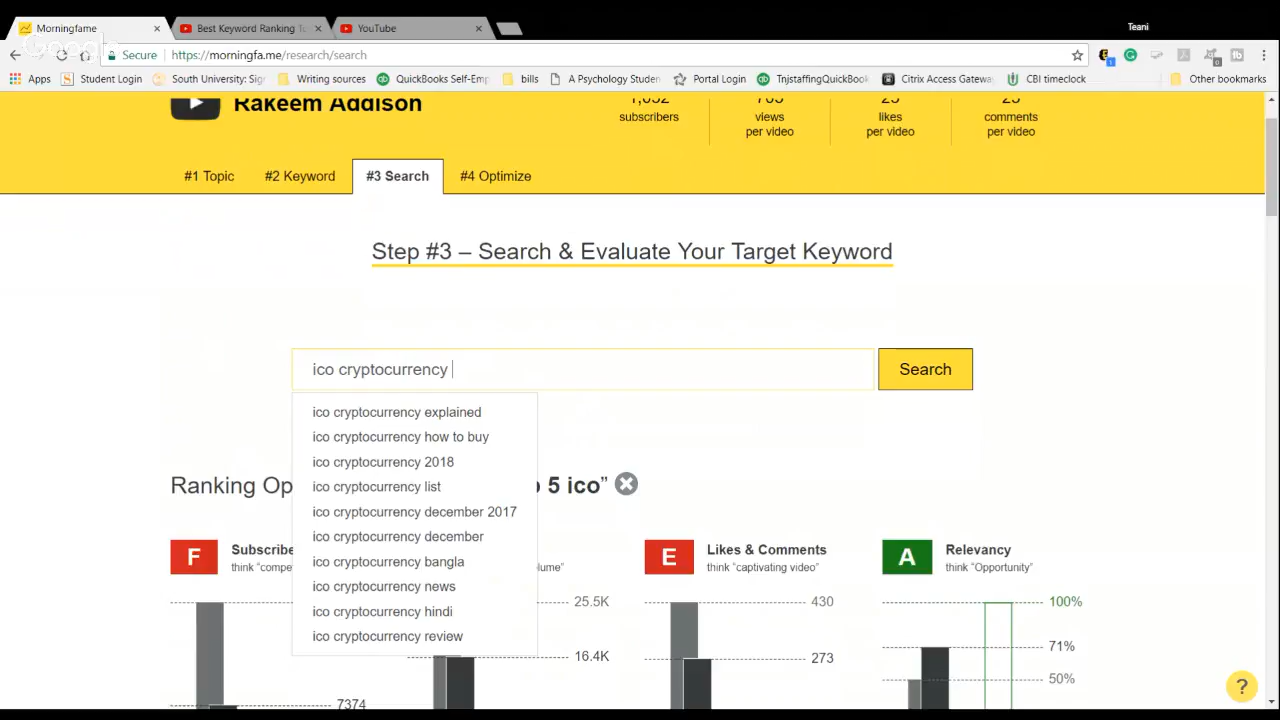 Morningfame
Best Keyword Ranking To
YouTube
Teani
Google
Secure
https://morningfa.me/research/search
Apps
Student Login
South University: Sig
Writing sources
QuickBooks Self-Emp
bills
A Psychology Studen
Portal Login
TnjstaffingQuickBook
Citrix Access Gatewa
CBI timeclock
Other bookmarks
Rakeem Addison
subscribers
views
per video
likes
per video
comments
per video
#1 Topic
#2 Keyword
#3 Search
#4 Optimize
Step #3 – Search & Evaluate Your Target Keyword
ico cryptocurrency
Search
ico cryptocurrency explained
ico cryptocurrency how to buy
ico cryptocurrency 2018
ico cryptocurrency list
ico cryptocurrency december 2017
ico cryptocurrency december
ico cryptocurrency bangla
ico cryptocurrency news
ico cryptocurrency hindi
ico cryptocurrency review
Ranking Op
5 ico”
F
Subscribe
think “compe
lume”
E
Likes & Comments
think “captivating video”
A
Relevancy
think “Opportunity”
25.5K
16.4K
7374
430
273
100%
71%
50%
?